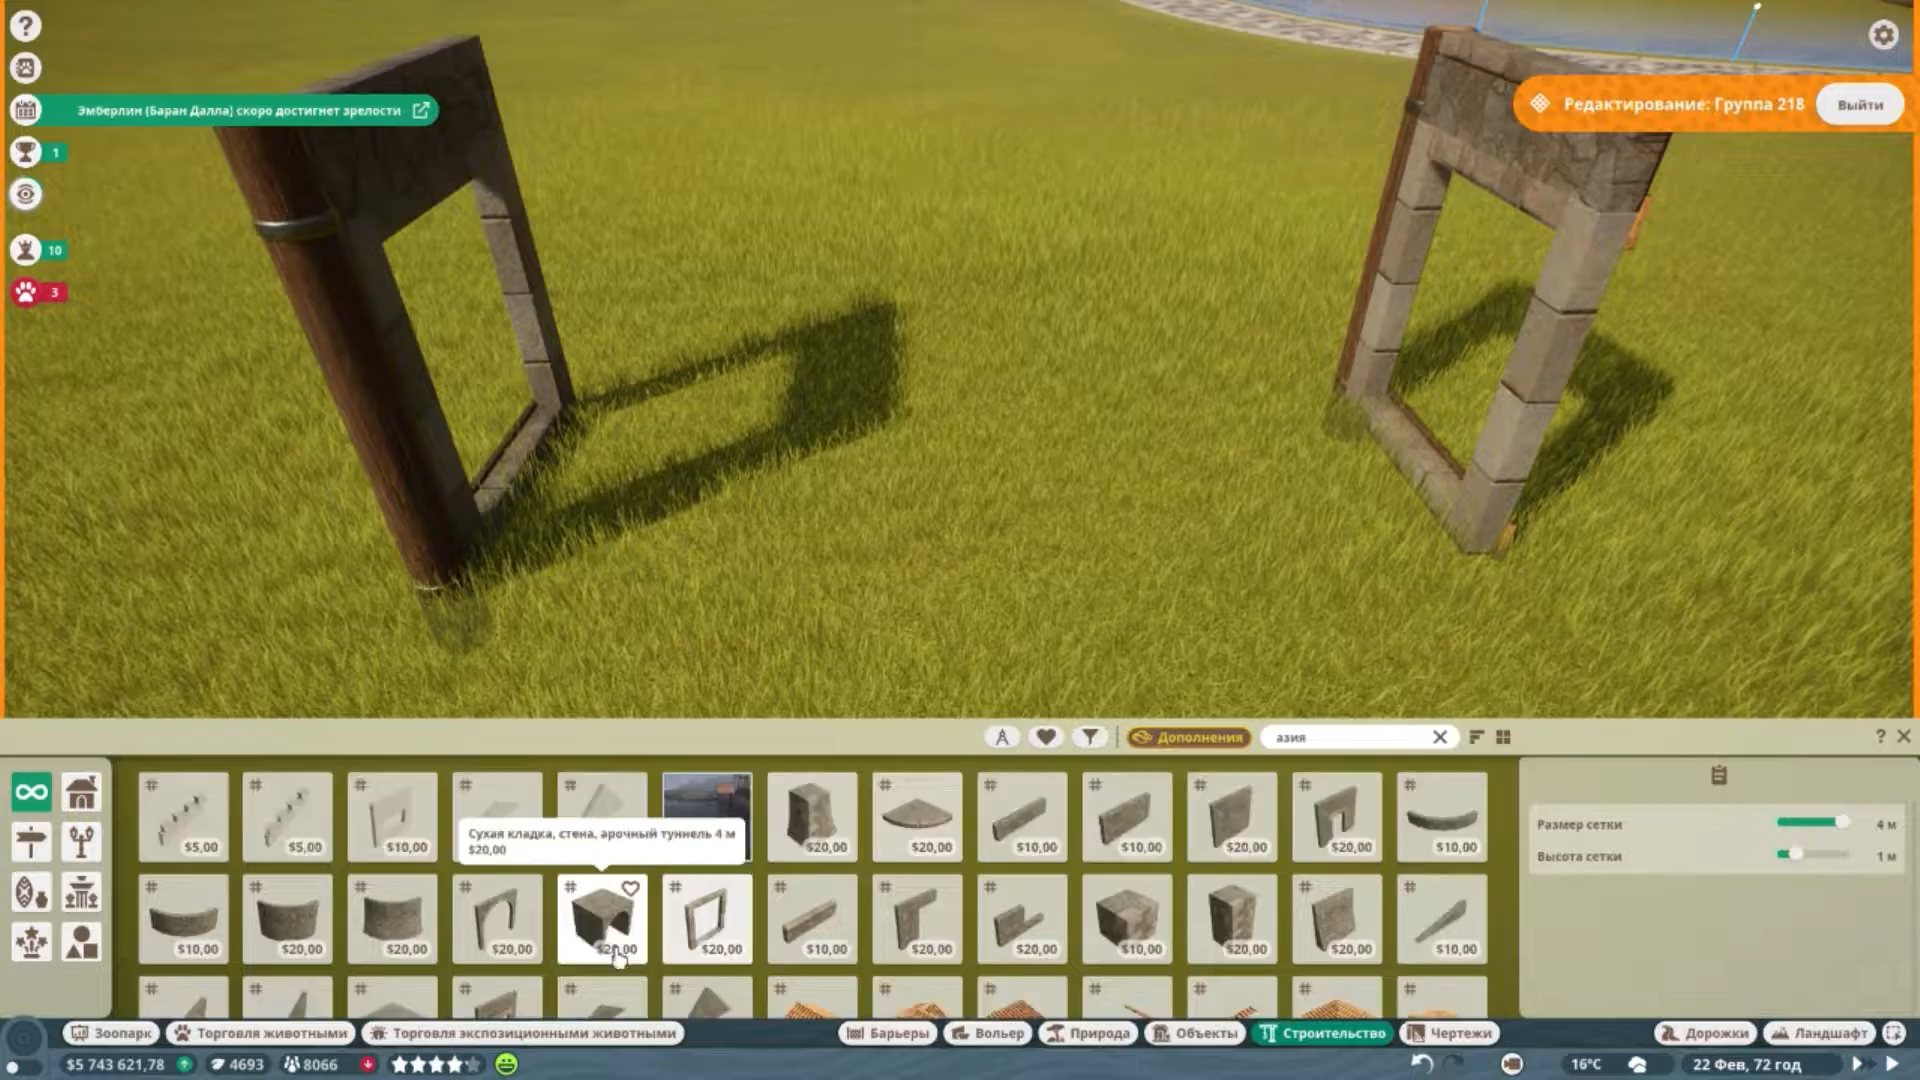 ?
Эмберлин (Баран Далла) скоро достигнет зрелости
1
10
3
Редактирование: Группа 218
Выйти
Дополнения
азия
?
$5,00
$5,00
$10,00
$20,00
$20,00
$10,00
$10,00
$20,00
$20,00
$10,00
Сухая кладка, стена, арочный туннель 4 м
$20,00
$10,00
$20,00
$20,00
$20,00
$20,00
$20,00
$10,00
$20,00
$20,00
$10,00
$20,00
$20,00
$10,00
Размер сетки
4 м
Высота сетки
1 м
Зоопарк
Торговля животными
Торговля экспозиционными животными
Барьеры
Вольер
Природа
Объекты
Строительство
Чертежи
Дорожки
Ландшафт
$5 743 621,78
4693
8066
16°C
22 Фев, 72 год